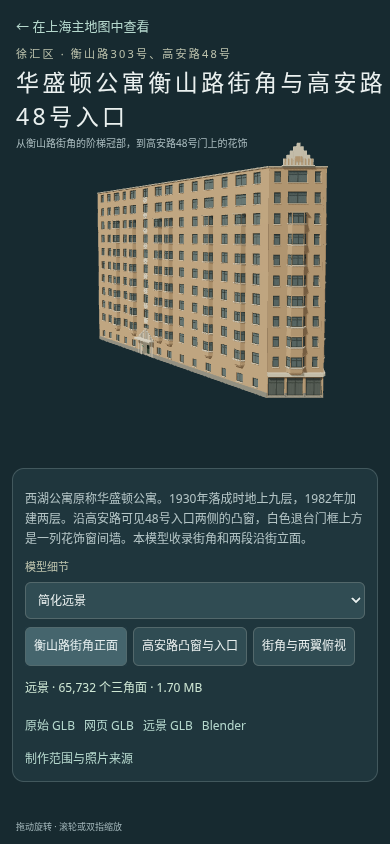 ← 在上海主地图中查看
徐汇区 · 衡山路303号、高安路48号
华盛顿公寓衡山路街角与高安路
48号入口
从衡山路街角的阶梯冠部，到高安路48号门上的花饰
西湖公寓原称华盛顿公寓。1930年落成时地上九层，1982年加
建两层。沿高安路可见48号入口两侧的凸窗，白色退台门框上方
是一列花饰窗间墙。本模型收录街角和两段沿街立面。
模型细节
简化远景
衡山路街角正面 高安路凸窗与入口 街角与两翼俯视
远景 · 65,732 个三角面 · 1.70 MB
原始 GLB 网页 GLB 远景 GLB Blender
制作范围与照片来源
拖动旋转 · 滚轮或双指缩放